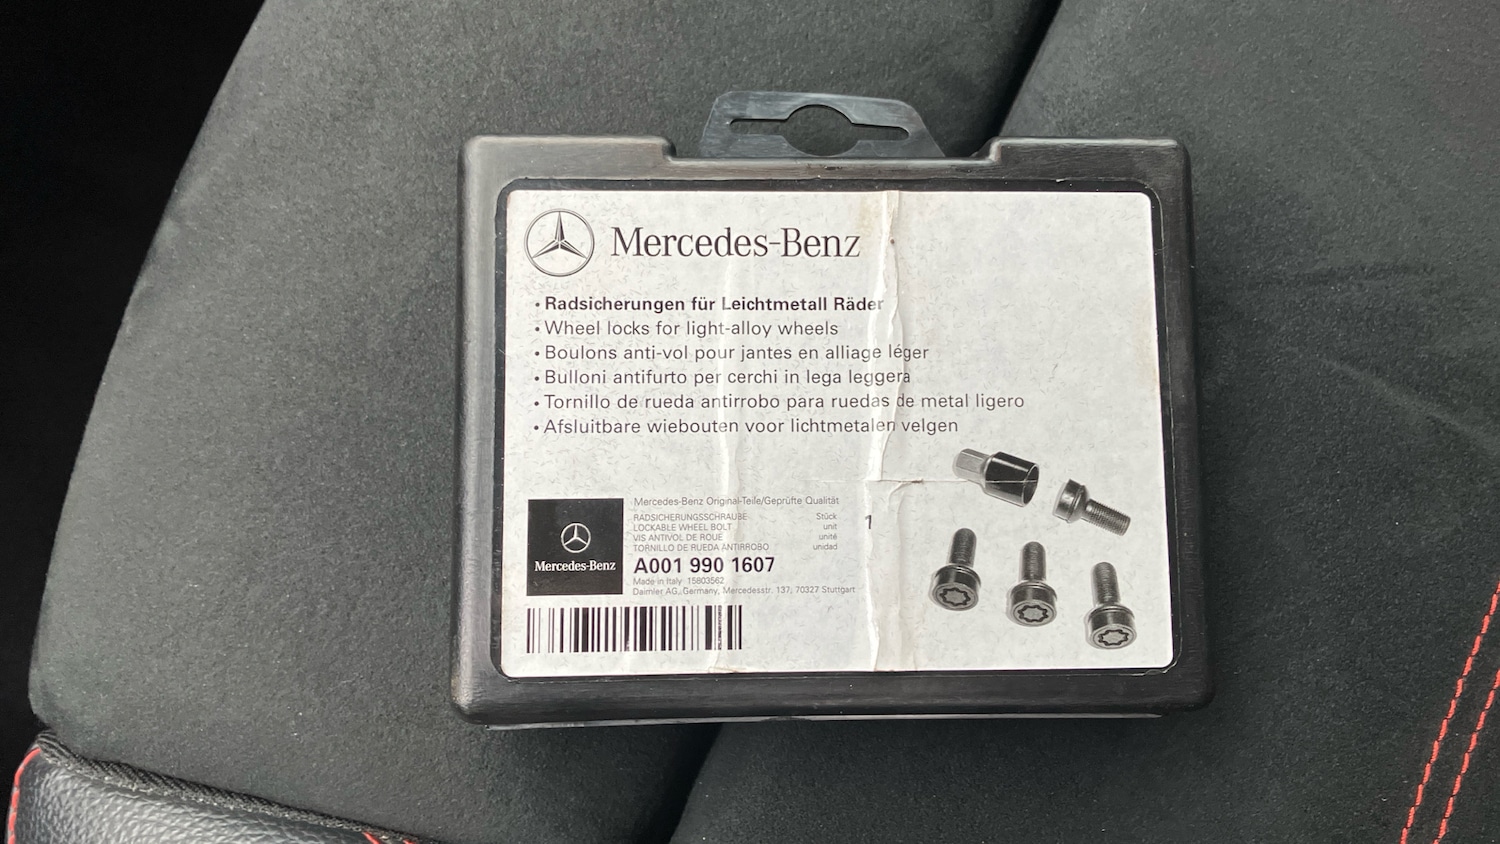 Mercedes-Benz
• Radsicherungen für Leichtmetall Räder
• Wheel locks for light-alloy wheels
• Boulons anti-vol pour jantes en alliage léger
• Bulloni antifurto per cerchi in lega leggera
• Tornillo de rueda antirrobo para ruedas de metal ligero
• Afsluitbare wiebouten voor lichtmetalen velgen
Mercedes-Benz Original-Teile/Geprüfte Qualität
RADSICHERUNGSSCHRAUBE Stück 1
LOCKABLE WHEEL BOLT unit
VIS ANTIVOL DE ROUE unité
TORNILLO DE RUEDA ANTIRROBO unidad
Mercedes-Benz
A001 990 1607
Made in Italy 15803562
Daimler AG, Germany, Mercedesstr. 137, 70327 Stuttgart